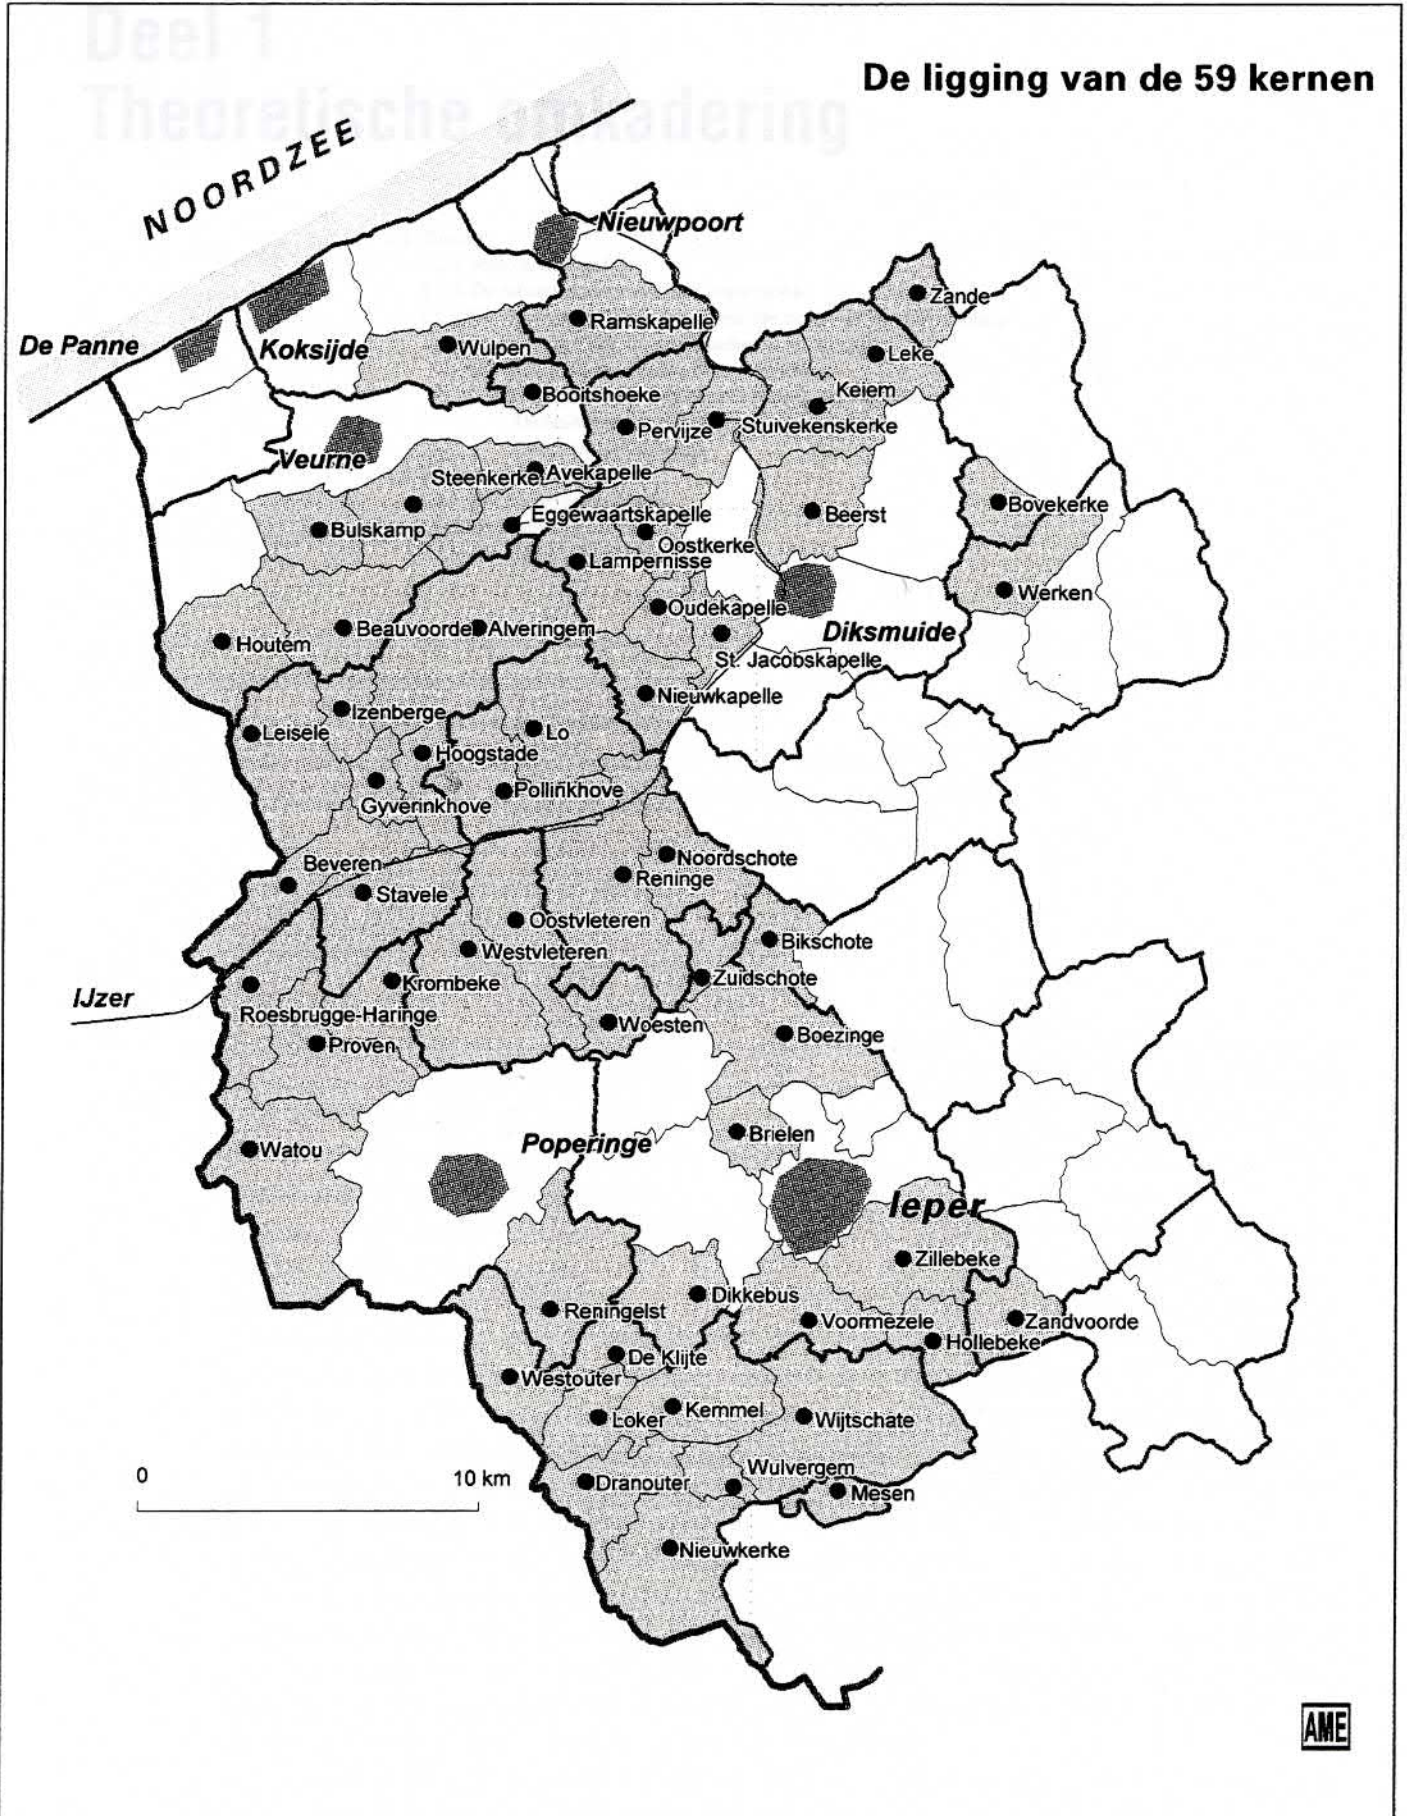 Deel 1
Theoretische omkadering
De ligging van de 59 kernen
NOORDZEE
Nieuwpoort
Zande
Ramskapelle
De Panne
Koksijde
Wulpen
Leke
Booitshoeke
Keiem
Pervijze
Stuivekenskerke
Veurne
Steenkerke
Avekapelle
Bovekerke
Bulskamp
Eggewaartskapelle
Beerst
Oostkerke
Lampernisse
Werken
Oudekapelle
Houtem
Beauvoorde
Alveringem
Diksmuide
St. Jacobskapelle
Nieuwkapelle
Izenberge
Leisele
Lo
Hoogstade
Gyverinkhove
Pollinkhove
Beveren
Noordschote
Stavele
Reninge
Oostvleteren
Westvleteren
Bikschote
Krombeke
Zuidschote
IJzer
Roesbrugge-Haringe
Woesten
Boezinge
Proven
Poperinge
Brielen
Watou
Ieper
Zillebeke
Dikkebus
Reningelst
Voormezele
Zandvoorde
Hollebeke
De Klijte
Westouter
Kemmel
Loker
Wijtschate
0
10 km
Dranouter
Wulvergem
Mesen
Nieuwkerke
AME